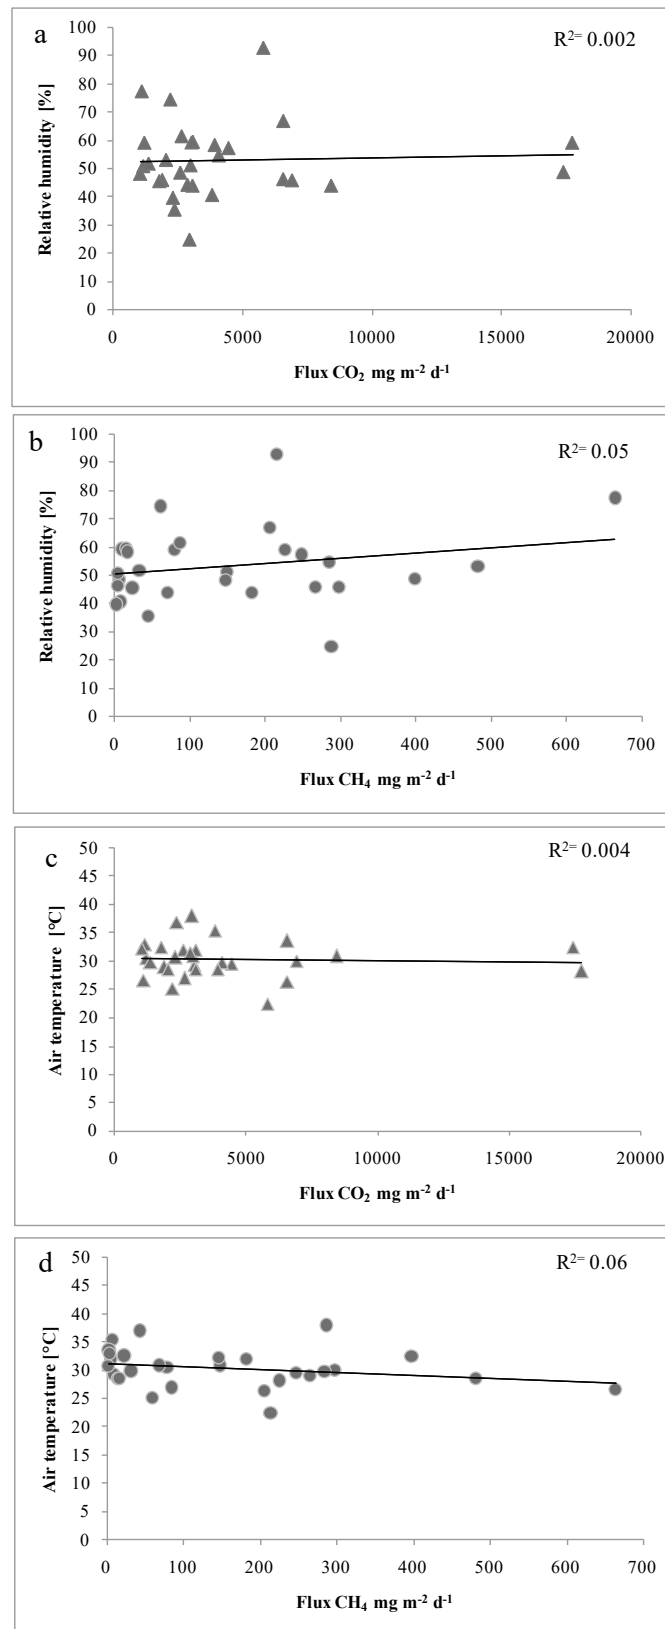 a
R²= 0.002
100
90
80
70
60
50
40
30
20
10
0
Relative humidity [%]
0 5000 10000 15000 20000
Flux CO₂ mg m⁻² d⁻¹
b
R²= 0.05
100
90
80
70
60
50
40
30
20
10
0
Relative humidity [%]
0 100 200 300 400 500 600 700
Flux CH₄ mg m⁻² d⁻¹
c
R²= 0.004
50
45
40
35
30
25
20
15
10
5
0
Air temperature [°C]
0 5000 10000 15000 20000
Flux CO₂ mg m⁻² d⁻¹
d
R²= 0.06
50
45
40
35
30
25
20
15
10
5
0
Air temperature [°C]
0 100 200 300 400 500 600 700
Flux CH₄ mg m⁻² d⁻¹